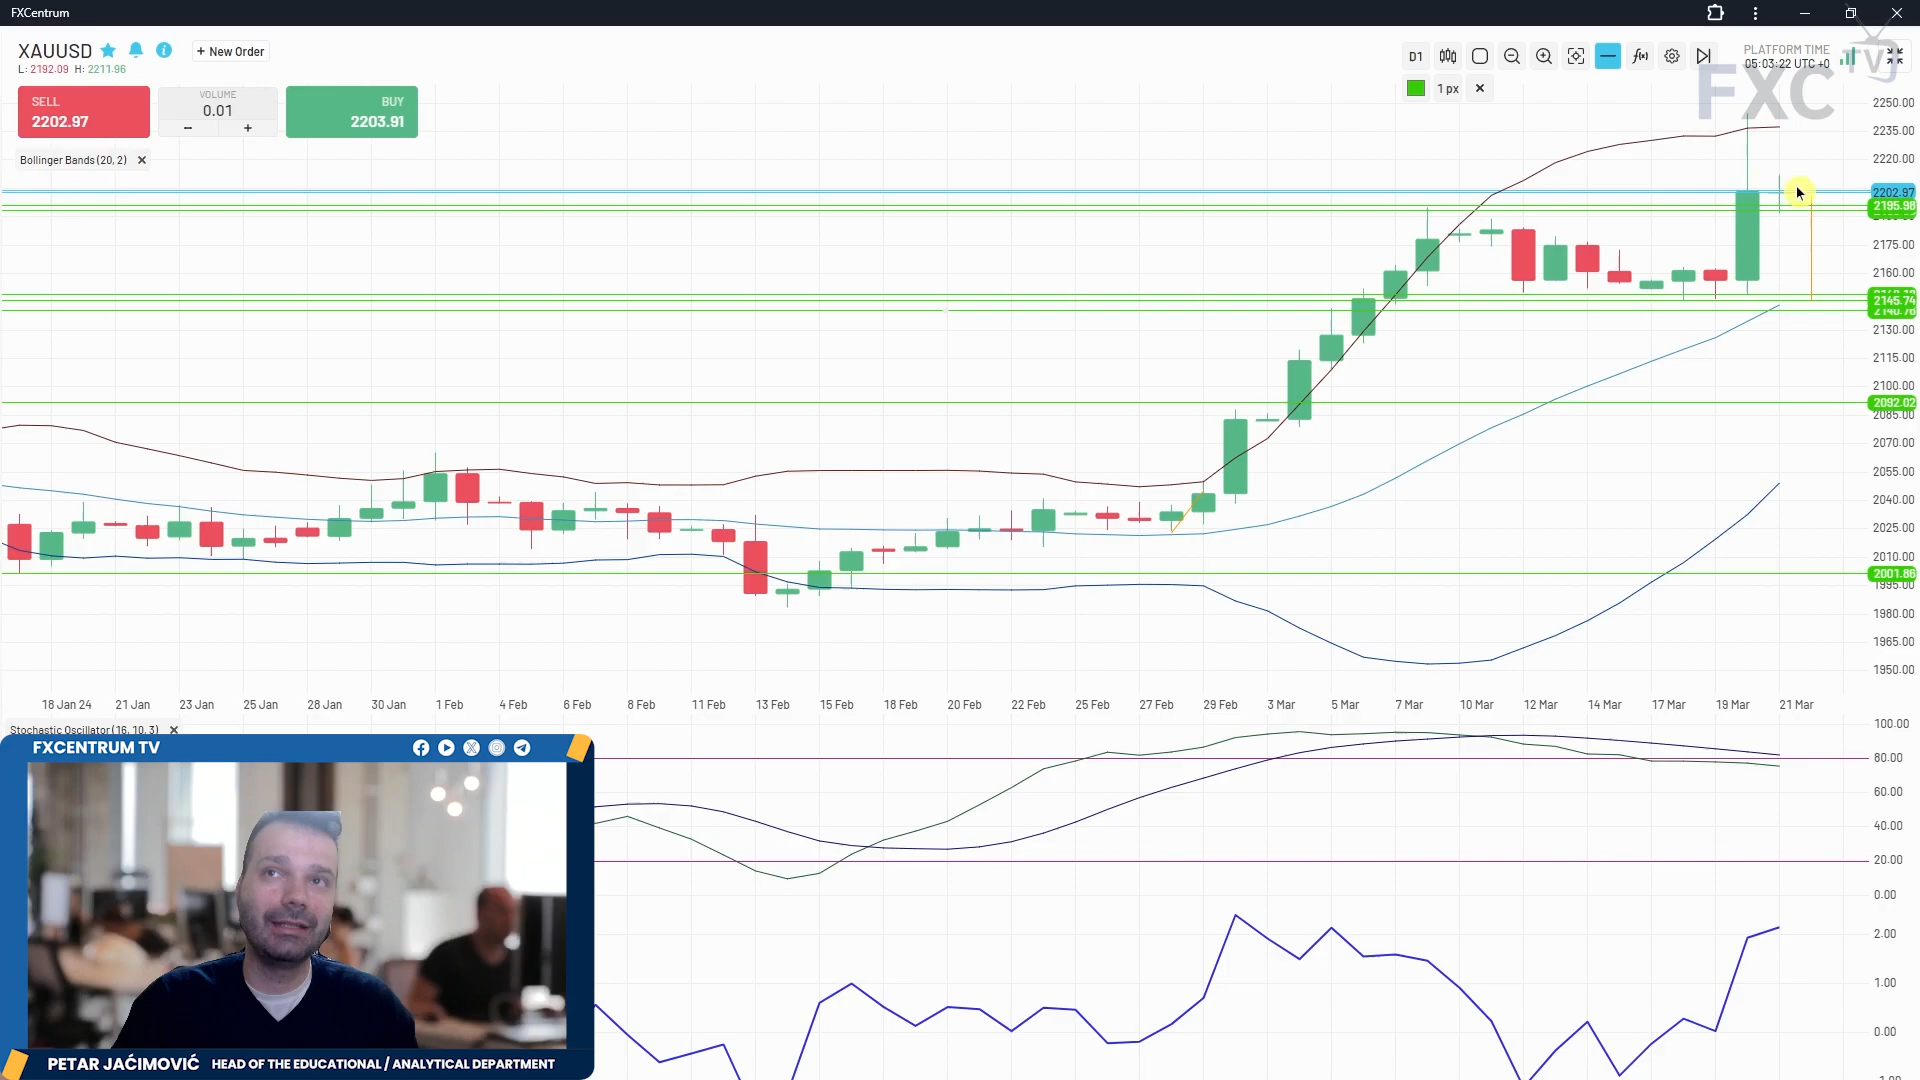 FXCentrum
XAUUSD
+ New Order
L: 2192.09 H: 2211.96
D1
PLATFORM TIME
05:03:22 UTC +0
FXC TV
1 px
SELL
2202.97
VOLUME
0.01
BUY
2203.91
Bollinger Bands (20, 2)
2250.00
2235.00
2220.00
2202.97
2195.98
2175.00
2160.00
2145.74
2140.76
2130.00
2115.00
2100.00
2092.02
2085.00
2070.00
2055.00
2040.00
2025.00
2010.00
2001.86
1995.00
1980.00
1965.00
1950.00
18 Jan 24
21 Jan
23 Jan
25 Jan
28 Jan
30 Jan
1 Feb
4 Feb
6 Feb
8 Feb
11 Feb
13 Feb
15 Feb
18 Feb
20 Feb
22 Feb
25 Feb
27 Feb
29 Feb
3 Mar
5 Mar
7 Mar
10 Mar
12 Mar
14 Mar
17 Mar
19 Mar
21 Mar
Stochastic Oscillator (16, 10, 3)
100.00
80.00
60.00
40.00
20.00
0.00
2.00
1.00
0.00
FXCENTRUM TV
PETAR JAĆIMOVIĆ HEAD OF THE EDUCATIONAL / ANALYTICAL DEPARTMENT